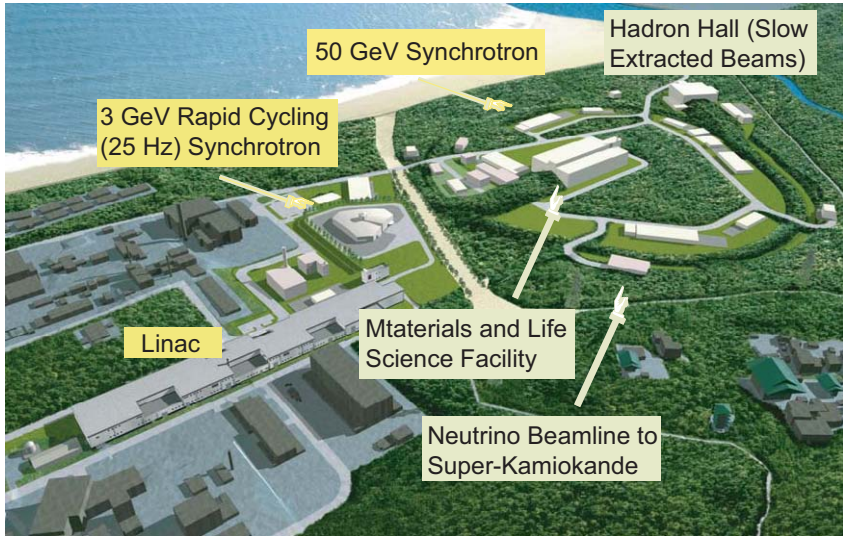 Hadron Hall (Slow
Extracted Beams)
50 GeV Synchrotron
3 GeV Rapid Cycling
(25 Hz) Synchrotron
Linac
Mtaterials and Life
Science Facility
Neutrino Beamline to
Super-Kamiokande